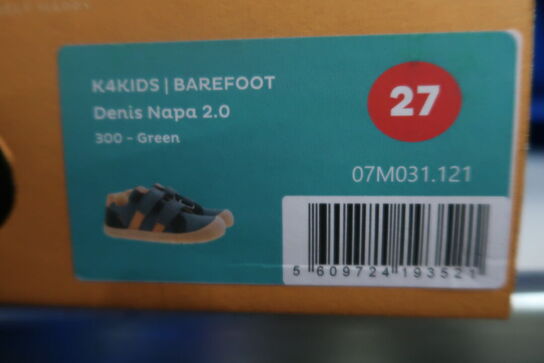 K4KIDS | BAREFOOT
Denis Napa 2.0
300 - Green
27
07M031.121
5 609724 193521